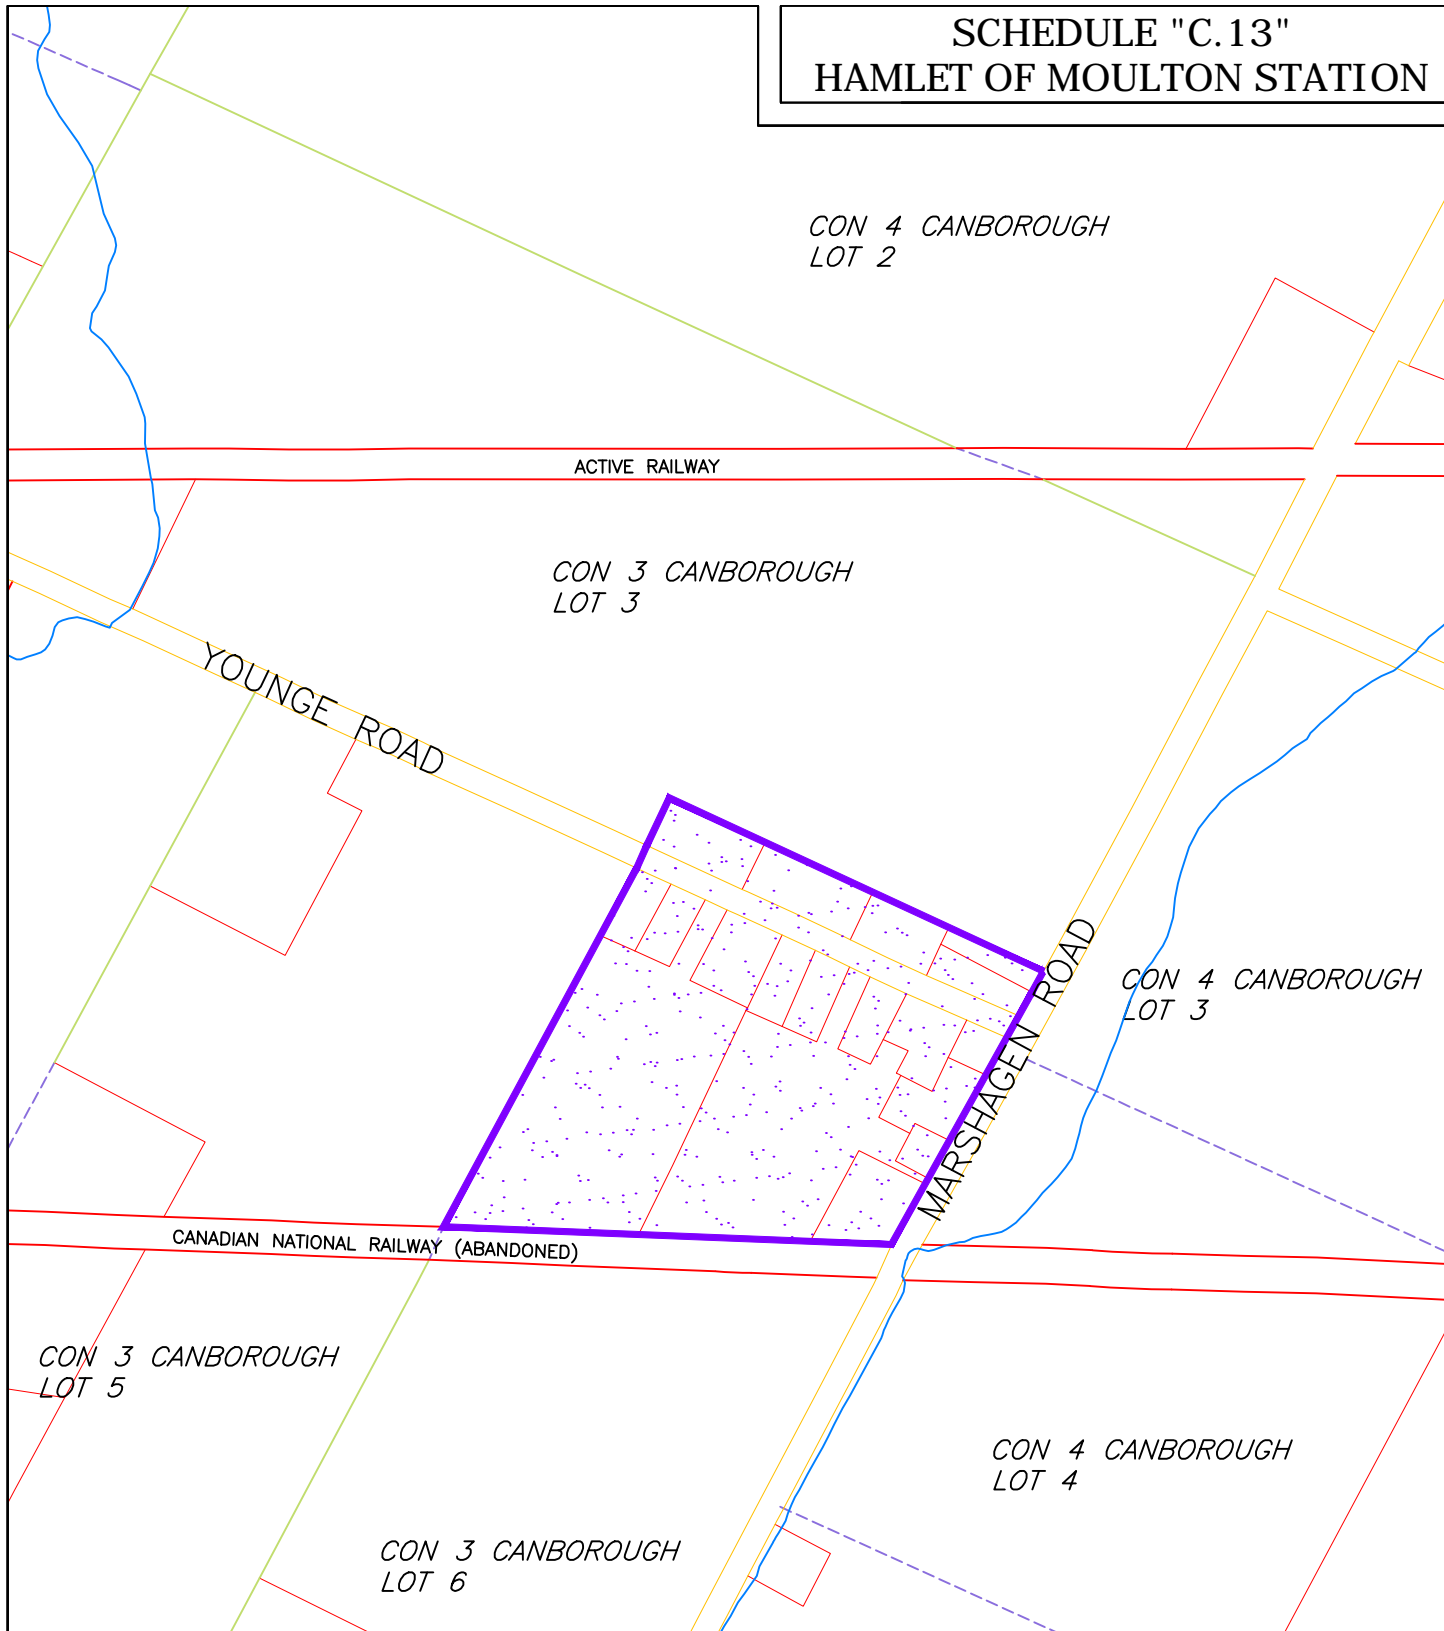 SCHEDULE "C.13"
HAMLET OF MOULTON STATION
CON 4 CANBOROUGH
LOT 2
ACTIVE RAILWAY
CON 3 CANBOROUGH
LOT 3
YOUNGE ROAD
MARSHAGEN ROAD
CON 4 CANBOROUGH
LOT 3
CANADIAN NATIONAL RAILWAY (ABANDONED)
CON 3 CANBOROUGH
LOT 5
CON 4 CANBOROUGH
LOT 4
CON 3 CANBOROUGH
LOT 6